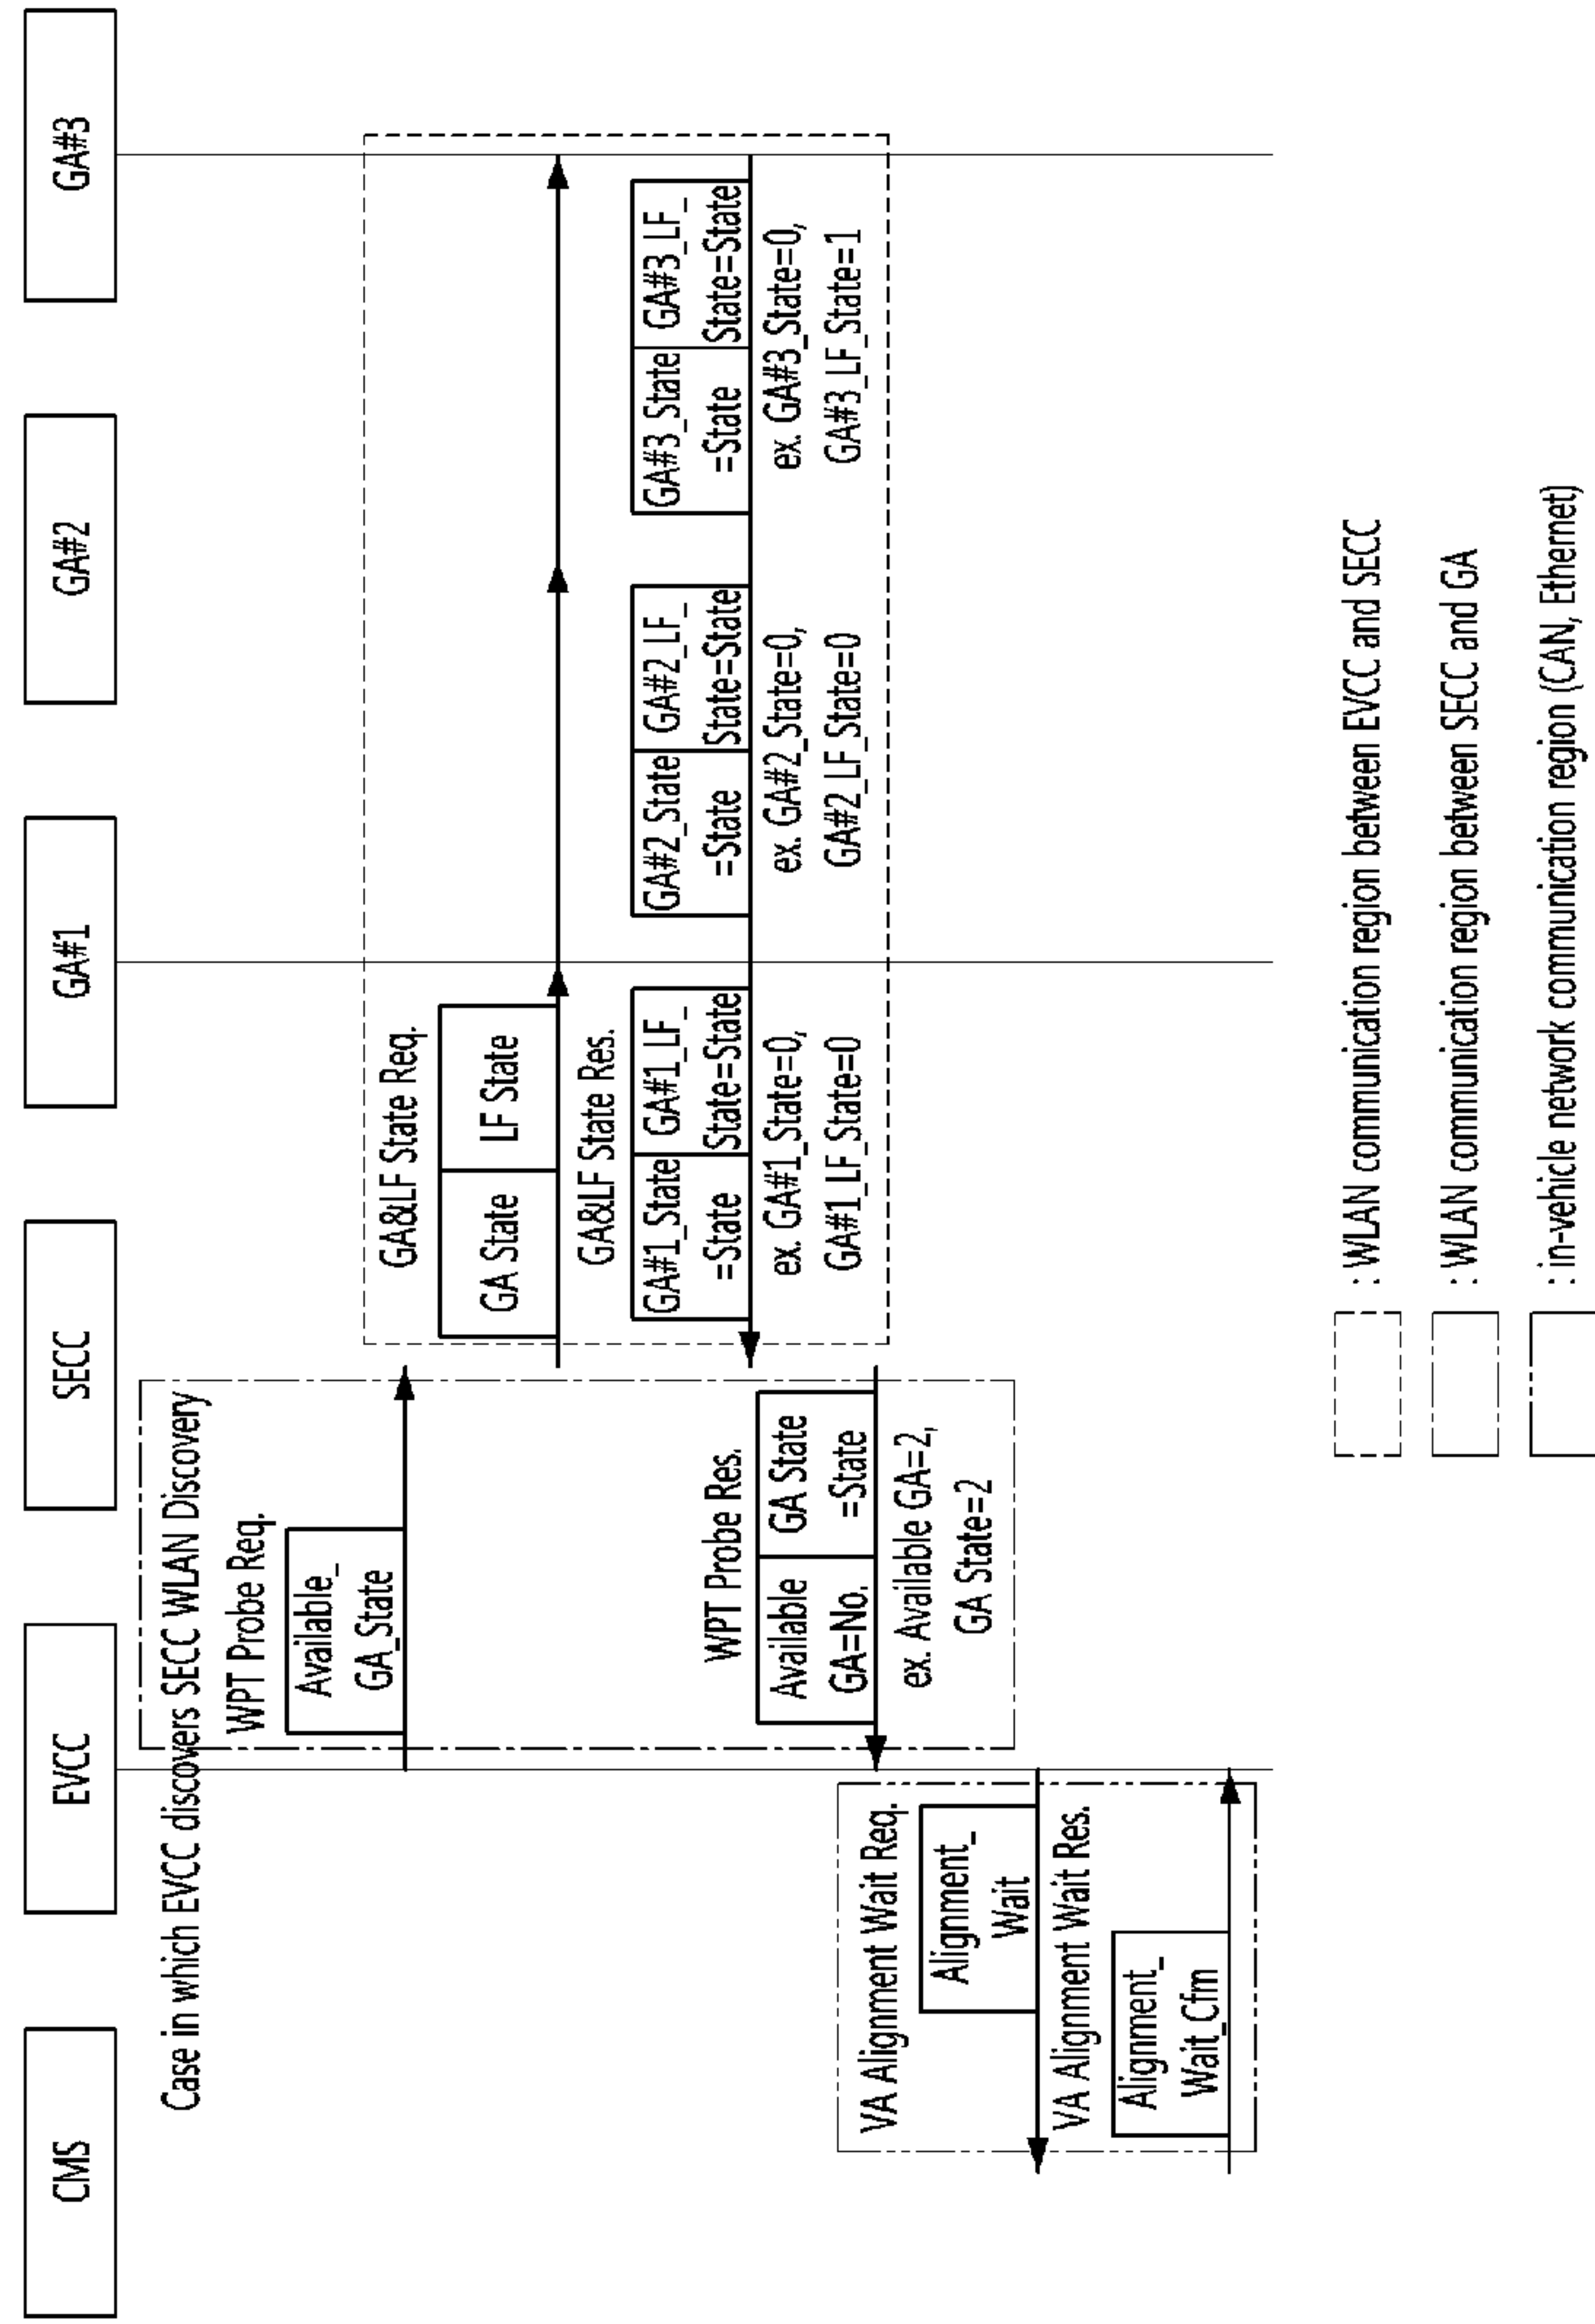 CMS
EVCC
SECC
GA#1
GA#2
GA#3
Case in which EVCC discovers SECC WLAN Discovery
WPT Probe Req.
Available_
GA_State
GA&LF State Req.
GA State
LF State
GA&LF State Res.
GA#1_State
=State
GA#1_LF_
State=State
ex. GA#1_State=0,
GA#1_LF_State=0
GA#2_State
=State
GA#2_LF_
State=State
ex. GA#2_State=0,
GA#2_LF_State=0
GA#3_State
=State
GA#3_LF_
State=State
ex. GA#3_State=0,
GA#3_LF_State=1
WPT Probe Res.
Available
GA=No.
GA State
=State
ex. Available GA=2,
GA State=2
VA Alignment Wait Req.
Alignment_
Wait
VA Alignment Wait Res.
Alignment_
Wait_Cfm
: WLAN communication region between EVCC and SECC
: WLAN communication region between SECC and GA
: in-vehicle network communication region (CAN, Ethernet)